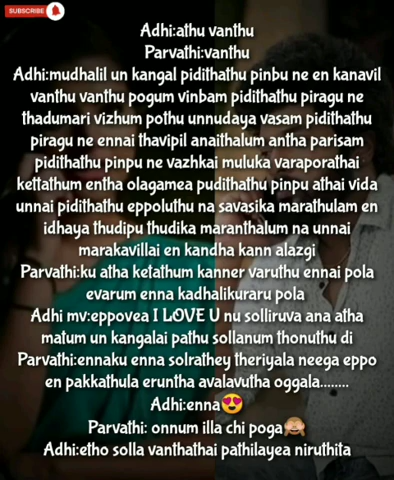 SUBSCRIBE
Adhi:athu vanthu
Parvathi:vanthu
Adhi:mudhalil un kangal pidithathu pinbu ne en kanavil
vanthu vanthu pogum vinbam pidithathu piragu ne
thadumari vizhum pothu unnudaya vasam pidithathu
piragu ne ennai thavipil anaithalum antha parisam
pidithathu pinpu ne vazhkai muluka varaporathai
kettathum entha olagamea pudithathu pinpu athai vida
unnai pidithathu eppoluthu na savasika marathulam en
idhaya thudipu thudika maranthalum na unnai
marakavillai en kandha kann alazgi
Parvathi:ku atha ketathum kanner varuthu ennai pola
evarum enna kadhalikuraru pola
Adhi mv:eppovea I LOVE U nu solliruva ana atha
matum un kangalai pathu sollanum thonuthu di
Parvathi:ennaku enna solrathey theriyala neega eppo
en pakkathula eruntha avalavutha oggala........
Adhi:enna😍
Parvathi: onnum illa chi poga🙈
Adhi:etho solla vanthathai pathilayea niruthita